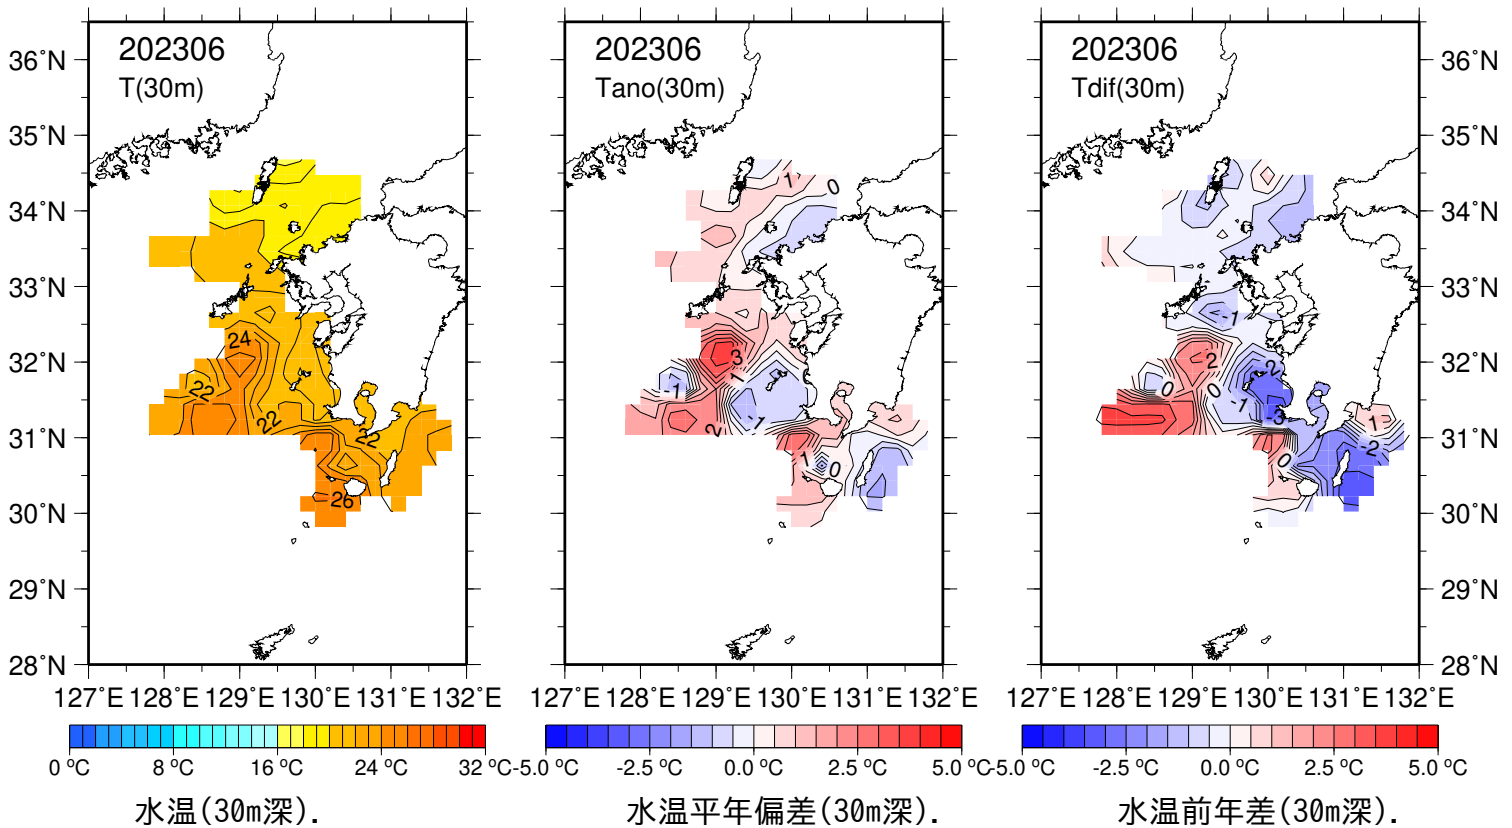 202306
T(30m)
36°N
35°N
34°N
33°N
32°N
31°N
30°N
29°N
28°N
24
22
22
22
26
127°E 128°E 129°E 130°E 131°E 132°E
0 °C 8 °C 16 °C 24 °C 32 °C
水温(30m深).
202306
Tano(30m)
1
0
3
1
-1
-1
2
1
0
127°E 128°E 129°E 130°E 131°E 132°E
-5.0 °C -2.5 °C 0.0 °C 2.5 °C 5.0 °C
水温平年偏差(30m深).
202306
Tdif(30m)
36°N
35°N
34°N
33°N
32°N
31°N
30°N
29°N
28°N
-1
2
-2
0
0
-1
-3
-1
-2
0
127°E 128°E 129°E 130°E 131°E 132°E
-5.0 °C -2.5 °C 0.0 °C 2.5 °C 5.0 °C
水温前年差(30m深).